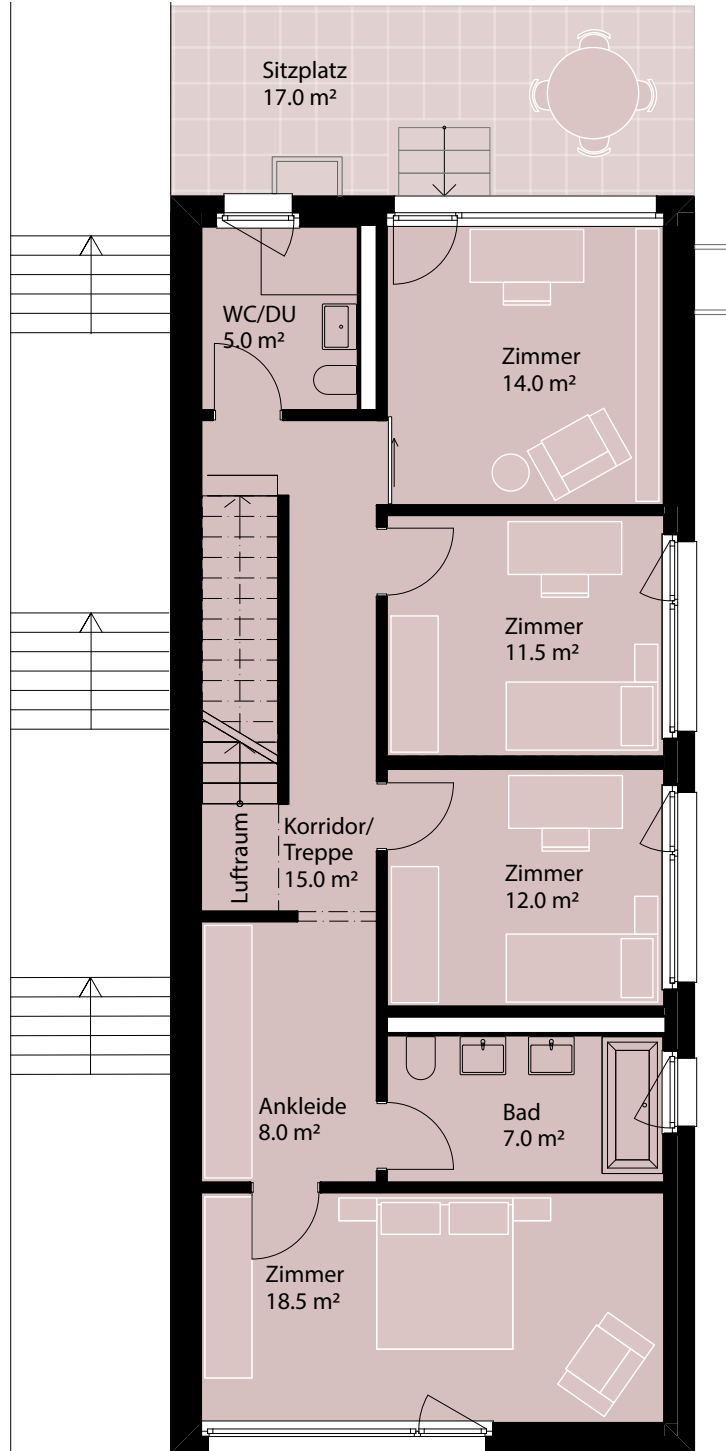 Sitzplatz
17.0 m²
WC/DU
5.0 m²
Zimmer
14.0 m²
Zimmer
11.5 m²
Luftraum
Korridor/
Treppe
15.0 m²
Zimmer
12.0 m²
Ankleide
8.0 m²
Bad
7.0 m²
Zimmer
18.5 m²